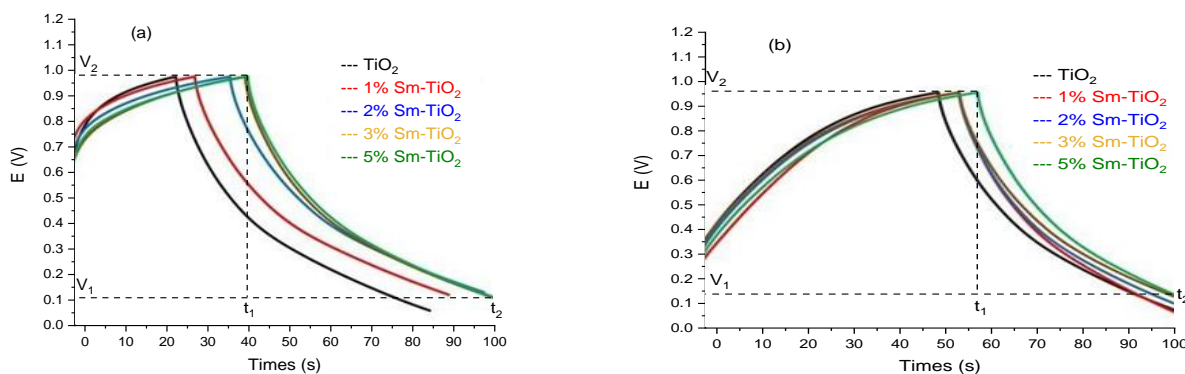 (a)
E (V)
1.2
1.1
1.0
0.9
0.8
0.7
0.6
0.5
0.4
0.3
0.2
0.1
0.0
V₂
V₁
t₁
t₂
--- TiO₂
--- 1% Sm-TiO₂
--- 2% Sm-TiO₂
--- 3% Sm-TiO₂
--- 5% Sm-TiO₂
0 10 20 30 40 50 60 70 80 90 100
Times (s)
(b)
E (V)
1.2
1.1
1.0
0.9
0.8
0.7
0.6
0.5
0.4
0.3
0.2
0.1
0.0
V₂
V₁
t₁
t₂
--- TiO₂
--- 1% Sm-TiO₂
--- 2% Sm-TiO₂
--- 3% Sm-TiO₂
--- 5% Sm-TiO₂
0 10 20 30 40 50 60 70 80 90 100
Times (s)